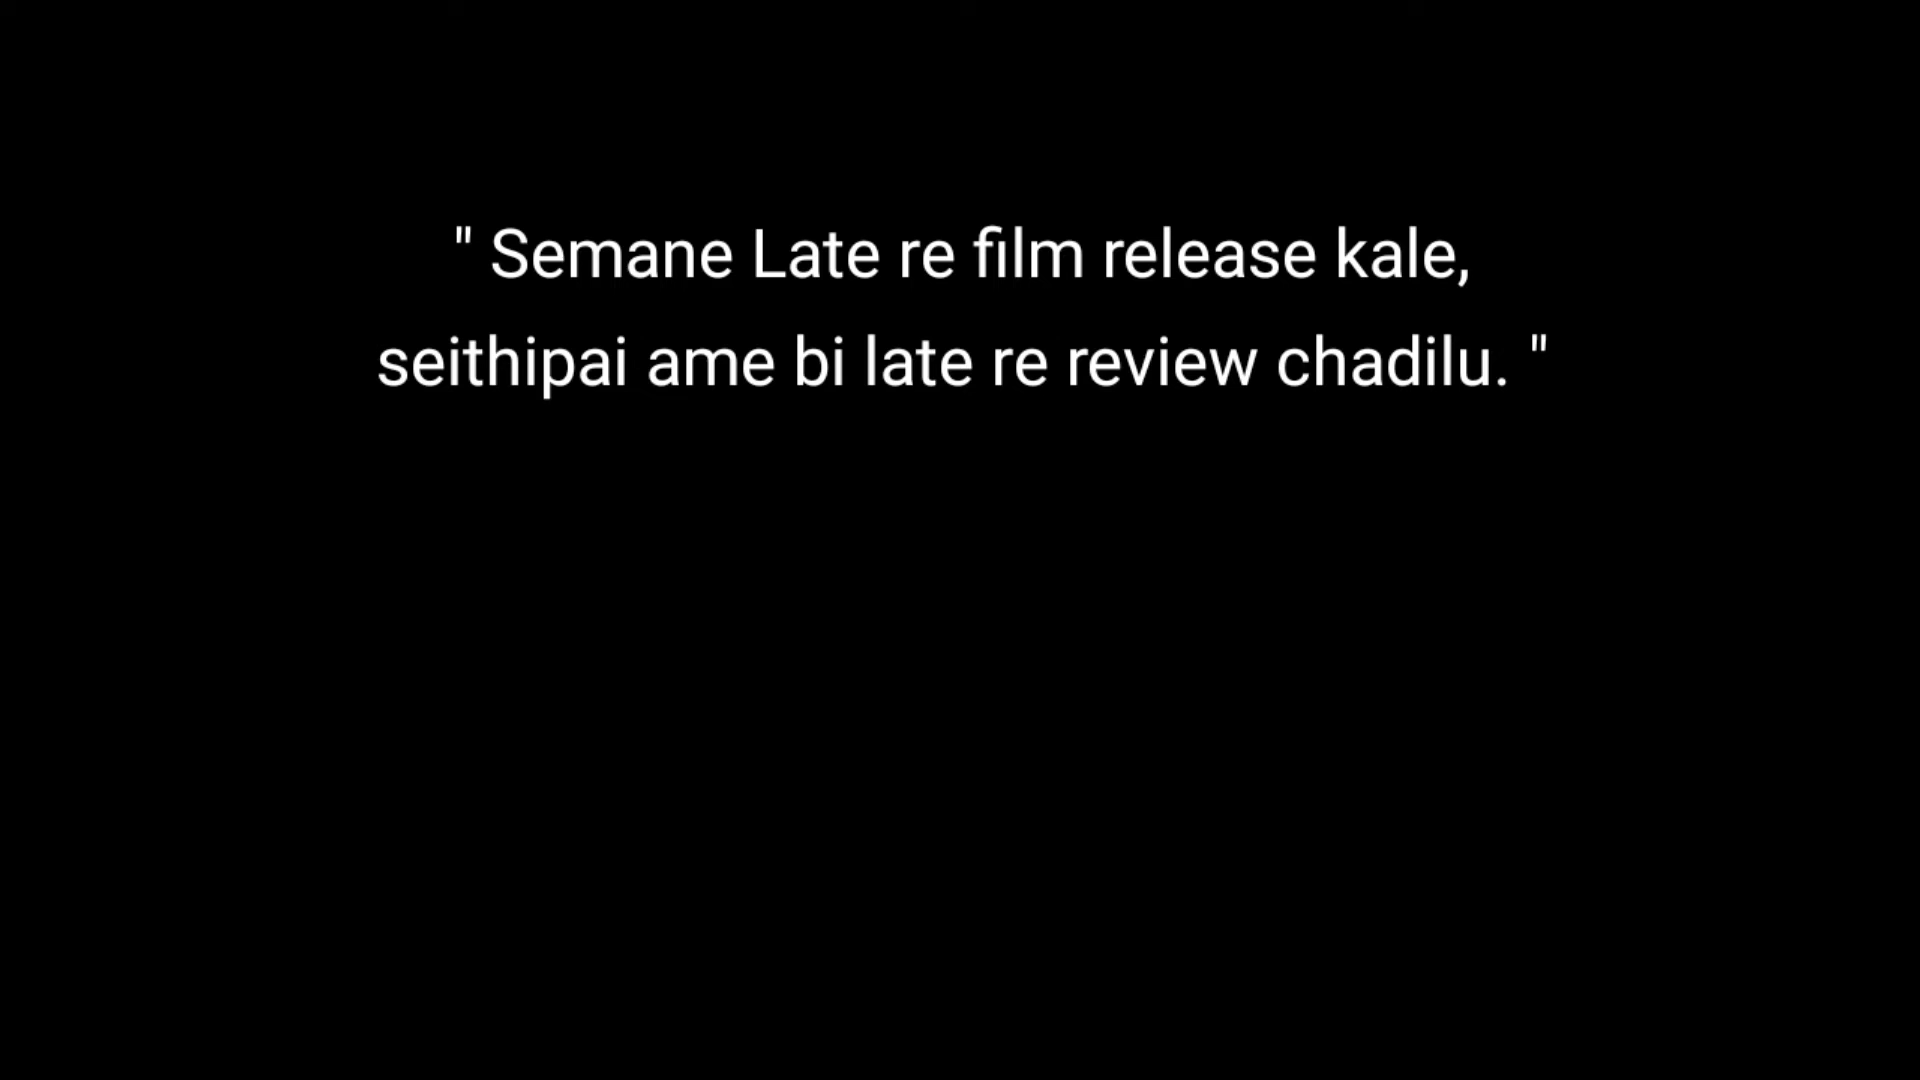 " Semane Late re film release kale,
seithipai ame bi late re review chadilu. "